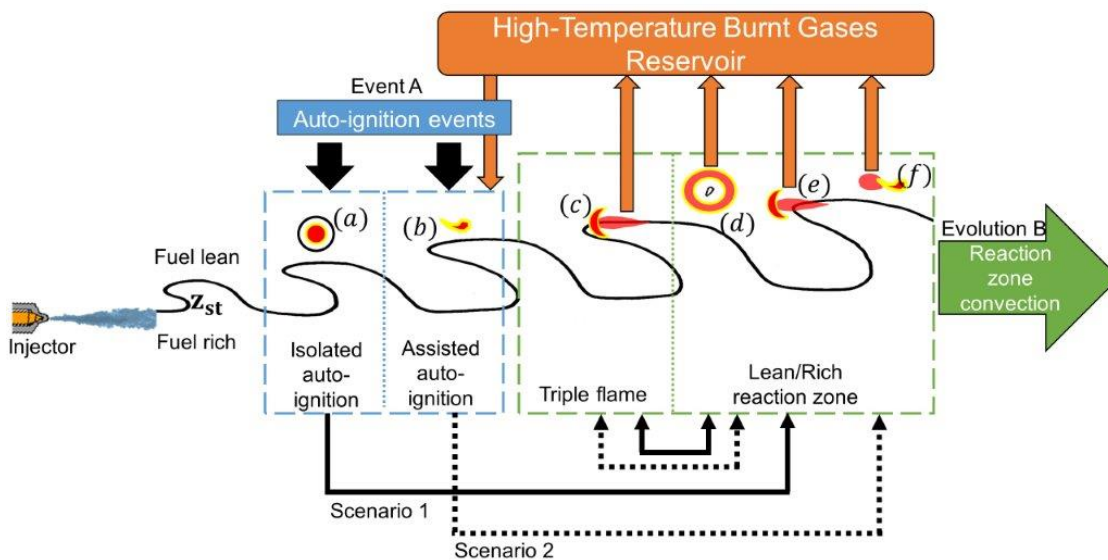 High-Temperature Burnt Gases
Reservoir
Event A
Auto-ignition events
(a)
(b)
(c)
(d)
(e)
(f)
Fuel lean
z_st
Fuel rich
Injector
Isolated
auto-
ignition
Assisted
auto-
ignition
Triple flame
Lean/Rich
reaction zone
Evolution B
Reaction
zone
convection
Scenario 1
Scenario 2